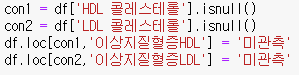 con1 = df['HDL 콜레스테롤'].isnull()
con2 = df['LDL 콜레스테롤'].isnull()
df.loc[con1,'이상지질혈증HDL'] = '미관측'
df.loc[con2,'이상지질혈증LDL'] = '미관측'